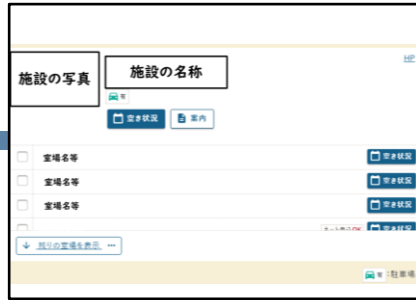 HP
施設の写真
施設の名称
有
空き状況
案内
室場名等
空き状況
室場名等
空き状況
室場名等
空き状況
空き状況
残りの室場を表示 …
有:駐車場